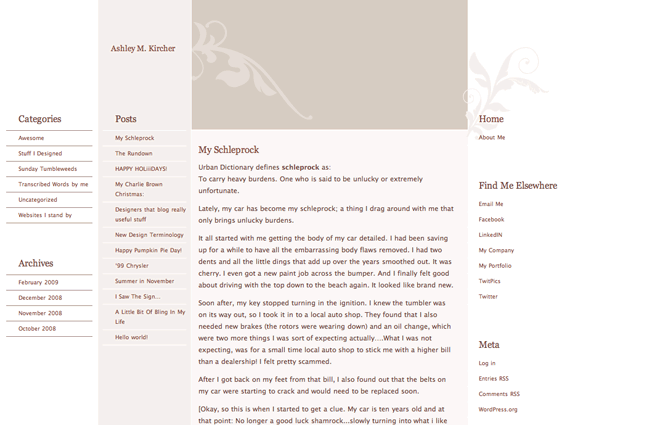 Ashley M. Kircher
Categories
Awesome
Stuff I Designed
Sunday Tumbleweeds
Transcribed Words by me
Uncategorized
Websites I stand by
Archives
February 2009
December 2008
November 2008
October 2008
Posts
My Schleprock
The Rundown
HAPPY HOLiiiDAYS!
My Charlie Brown
Christmas:
Designers that blog really
useful stuff
New Design Terminology
Happy Pumpkin Pie Day!
'99 Chrysler
Summer in November
I Saw The Sign...
A Little Bit Of Bling In My
Life
Hello world!
My Schleprock
Urban Dictionary defines schleprock as:
To carry heavy burdens. One who is said to be unlucky or extremely
unfortunate.
Lately, my car has become my schleprock; a thing I drag around with me that
only brings unlucky burdens.
It all started with me getting the body of my car detailed. I had been saving
up for a while to have all the embarrassing body flaws removed. I had two
dents and all the little dings that add up over the years smoothed out. It was
cherry. I even got a new paint job across the bumper. And I finally felt good
about driving with the top down to the beach again. It looked like brand new.
Soon after, my key stopped turning in the ignition. I knew the tumbler was
on its way out, so I took it in to a local auto shop. They found that I also
needed new brakes (the rotors were wearing down) and an oil change, which
were two more things I was sort of expecting actually....What I was not
expecting, was for a small time local auto shop to stick me with a higher bill
than a dealership! I felt pretty scammed.
After I got back on my feet from that bill, I also found out that the belts on
my car were starting to crack and would need to be replaced soon.
[Okay, so this is when I started to get a clue. My car is ten years old and at
that point: No longer a good luck shamrock...slowly turning into what i like
Home
About Me
Find Me Elsewhere
Email Me
Facebook
LinkedIN
My Company
My Portfolio
TwitPics
Twitter
Meta
Log in
Entries RSS
Comments RSS
WordPress.org